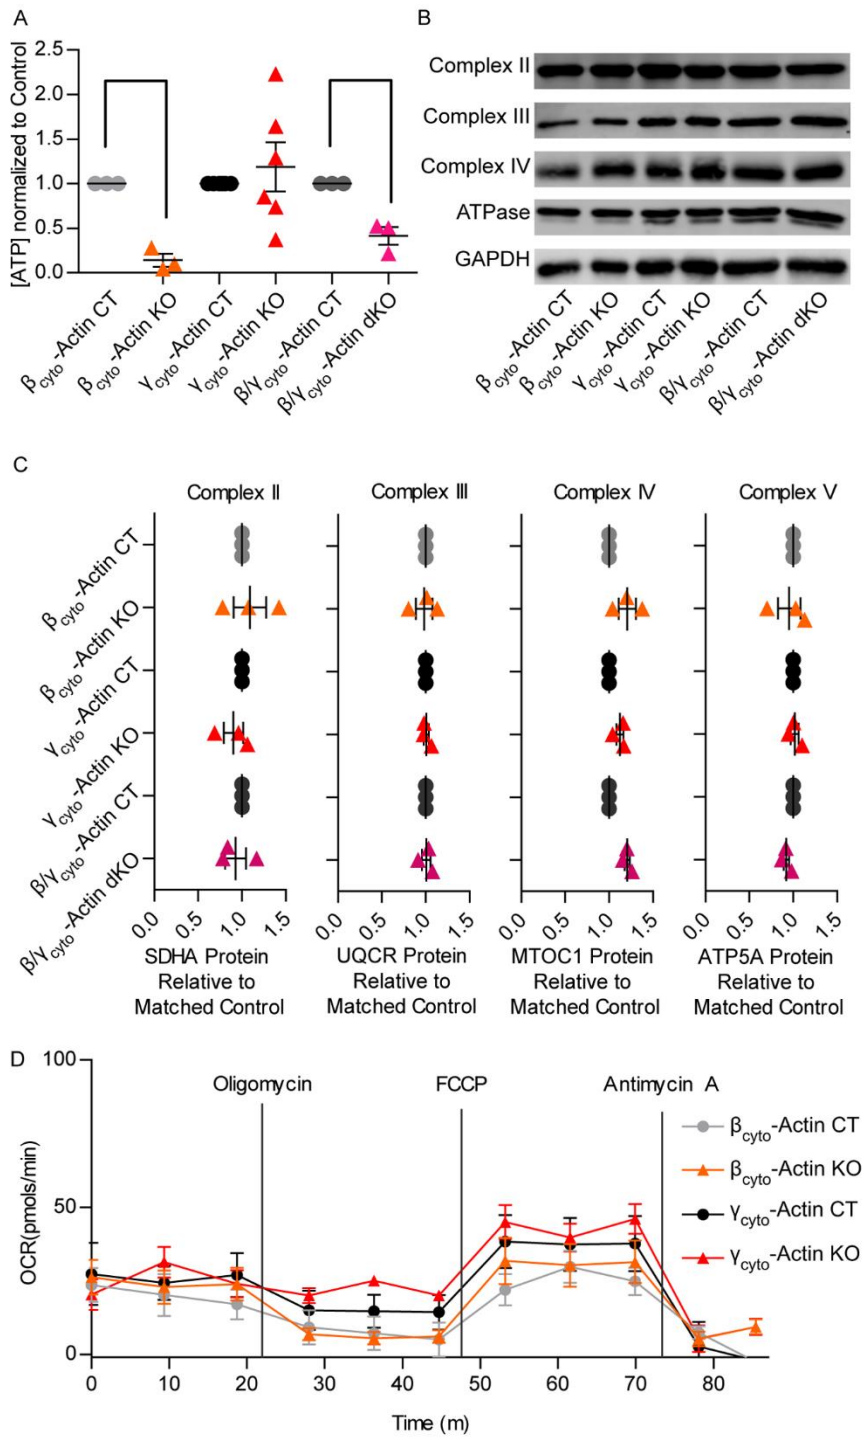 A
[ATP] normalized to Control
2.5
2.0
1.5
1.0
0.5
0.0
βcyto-Actin CT
βcyto-Actin KO
γcyto-Actin CT
γcyto-Actin KO
β/γcyto-Actin CT
β/γcyto-Actin dKO
B
Complex II
Complex III
Complex IV
ATPase
GAPDH
βcyto-Actin CT
βcyto-Actin KO
γcyto-Actin CT
γcyto-Actin KO
β/γcyto-Actin CT
β/γcyto-Actin dKO
C
Complex II
Complex III
Complex IV
Complex V
βcyto-Actin CT
βcyto-Actin KO
γcyto-Actin CT
γcyto-Actin KO
β/γcyto-Actin CT
β/γcyto-Actin dKO
0.0 0.5 1.0 1.5
0.0 0.5 1.0 1.5
0.0 0.5 1.0 1.5
0.0 0.5 1.0 1.5
SDHA Protein
Relative to
Matched Control
UQCR Protein
Relative to
Matched Control
MTOC1 Protein
Relative to
Matched Control
ATP5A Protein
Relative to
Matched Control
D
OCR(pmols/min)
100
50
0
Oligomycin
FCCP
Antimycin A
βcyto-Actin CT
βcyto-Actin KO
γcyto-Actin CT
γcyto-Actin KO
0 10 20 30 40 50 60 70 80
Time (m)